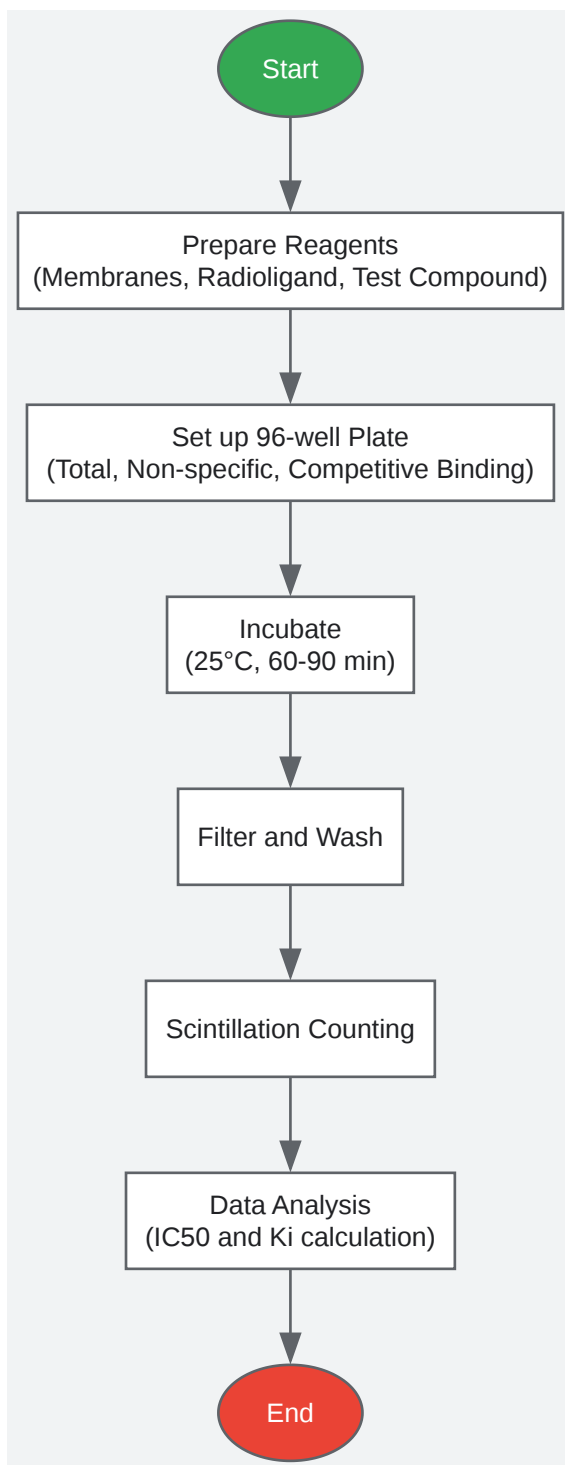 Start
Prepare Reagents
(Membranes, Radioligand, Test Compound)
Set up 96-well Plate
(Total, Non-specific, Competitive Binding)
Incubate
(25°C, 60-90 min)
Filter and Wash
Scintillation Counting
Data Analysis
(IC50 and Ki calculation)
End